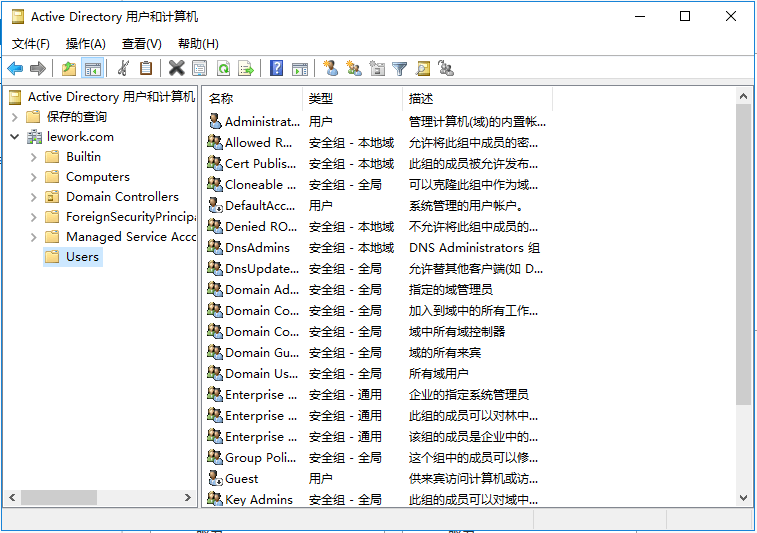 Active Directory 用户和计算机
文件(F) 操作(A) 查看(V) 帮助(H)
Active Directory 用户和计算机
保存的查询
lework.com
Builtin
Computers
Domain Controllers
ForeignSecurityPrincipa
Managed Service Acco
Users
名称 类型 描述
Administrat... 用户 管理计算机(域)的内置帐...
Allowed R... 安全组 - 本地域 允许将此组中成员的密...
Cert Publis... 安全组 - 本地域 此组的成员被允许发布...
Cloneable ... 安全组 - 全局 可以克隆此组中作为域...
DefaultAcc... 用户 系统管理的用户帐户。
Denied RO... 安全组 - 本地域 不允许将此组中成员的...
DnsAdmins 安全组 - 本地域 DNS Administrators 组
DnsUpdate... 安全组 - 全局 允许替其他客户端(如 D...
Domain Ad... 安全组 - 全局 指定的域管理员
Domain Co... 安全组 - 全局 加入到域中的所有工作...
Domain Co... 安全组 - 全局 域中所有域控制器
Domain Gu... 安全组 - 全局 域的所有来宾
Domain Us... 安全组 - 全局 所有域用户
Enterprise ... 安全组 - 通用 企业的指定系统管理员
Enterprise ... 安全组 - 通用 此组的成员可以对林中...
Enterprise ... 安全组 - 通用 该组的成员是企业中的...
Group Poli... 安全组 - 全局 这个组中的成员可以修...
Guest 用户 供来宾访问计算机或访...
Key Admins 安全组 - 全局 此组的成员可以对域中...